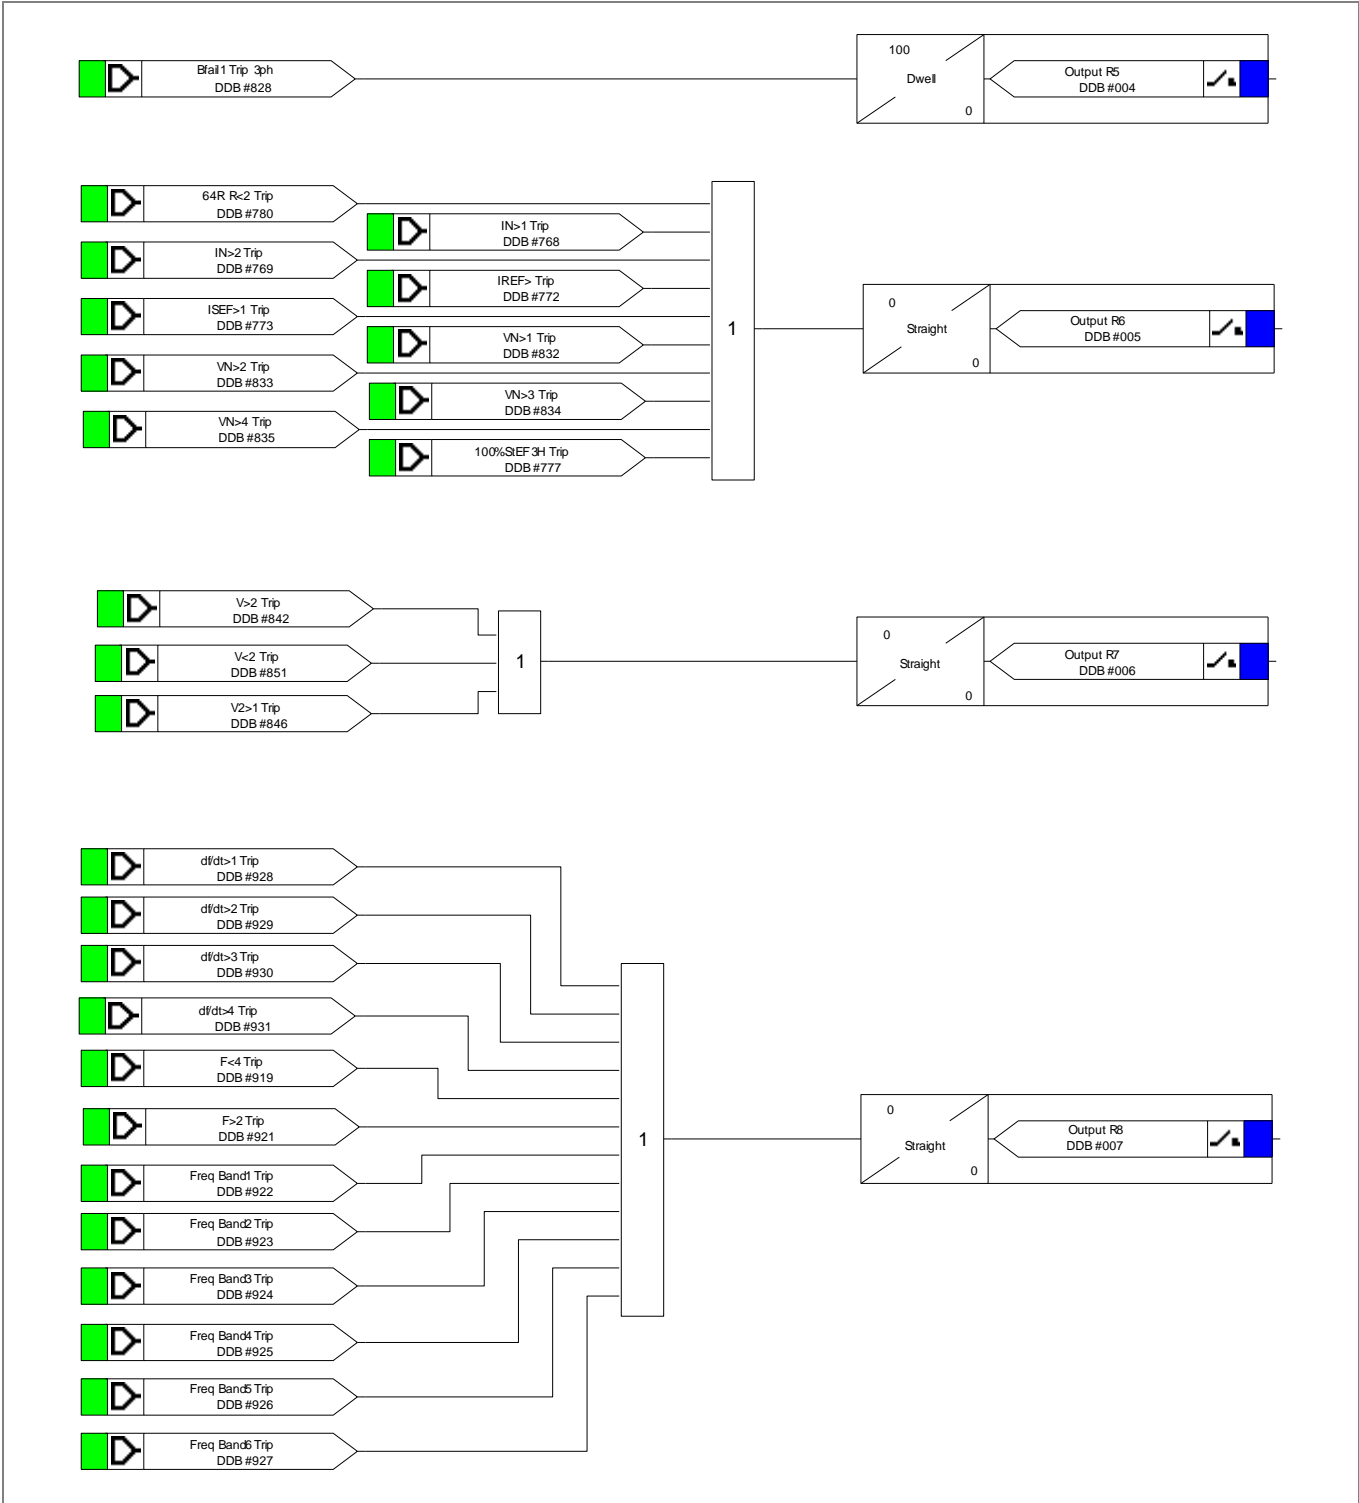 Bfail1 Trip 3ph
DDB #828
100
Dwell
0
Output R5
DDB #004
64R R<2 Trip
DDB #780
IN>1 Trip
DDB #768
IN>2 Trip
DDB #769
IREF> Trip
DDB #772
ISEF>1 Trip
DDB #773
VN>1 Trip
DDB #832
VN>2 Trip
DDB #833
VN>3 Trip
DDB #834
VN>4 Trip
DDB #835
100%StEF3H Trip
DDB #777
1
0
Straight
0
Output R6
DDB #005
V>2 Trip
DDB #842
V<2 Trip
DDB #851
V2>1 Trip
DDB #846
1
0
Straight
0
Output R7
DDB #006
df/dt>1 Trip
DDB #928
df/dt>2 Trip
DDB #929
df/dt>3 Trip
DDB #930
df/dt>4 Trip
DDB #931
F<4 Trip
DDB #919
F>2 Trip
DDB #921
Freq Band1 Trip
DDB #922
Freq Band2 Trip
DDB #923
Freq Band3 Trip
DDB #924
Freq Band4 Trip
DDB #925
Freq Band5 Trip
DDB #926
Freq Band6 Trip
DDB #927
1
0
Straight
0
Output R8
DDB #007